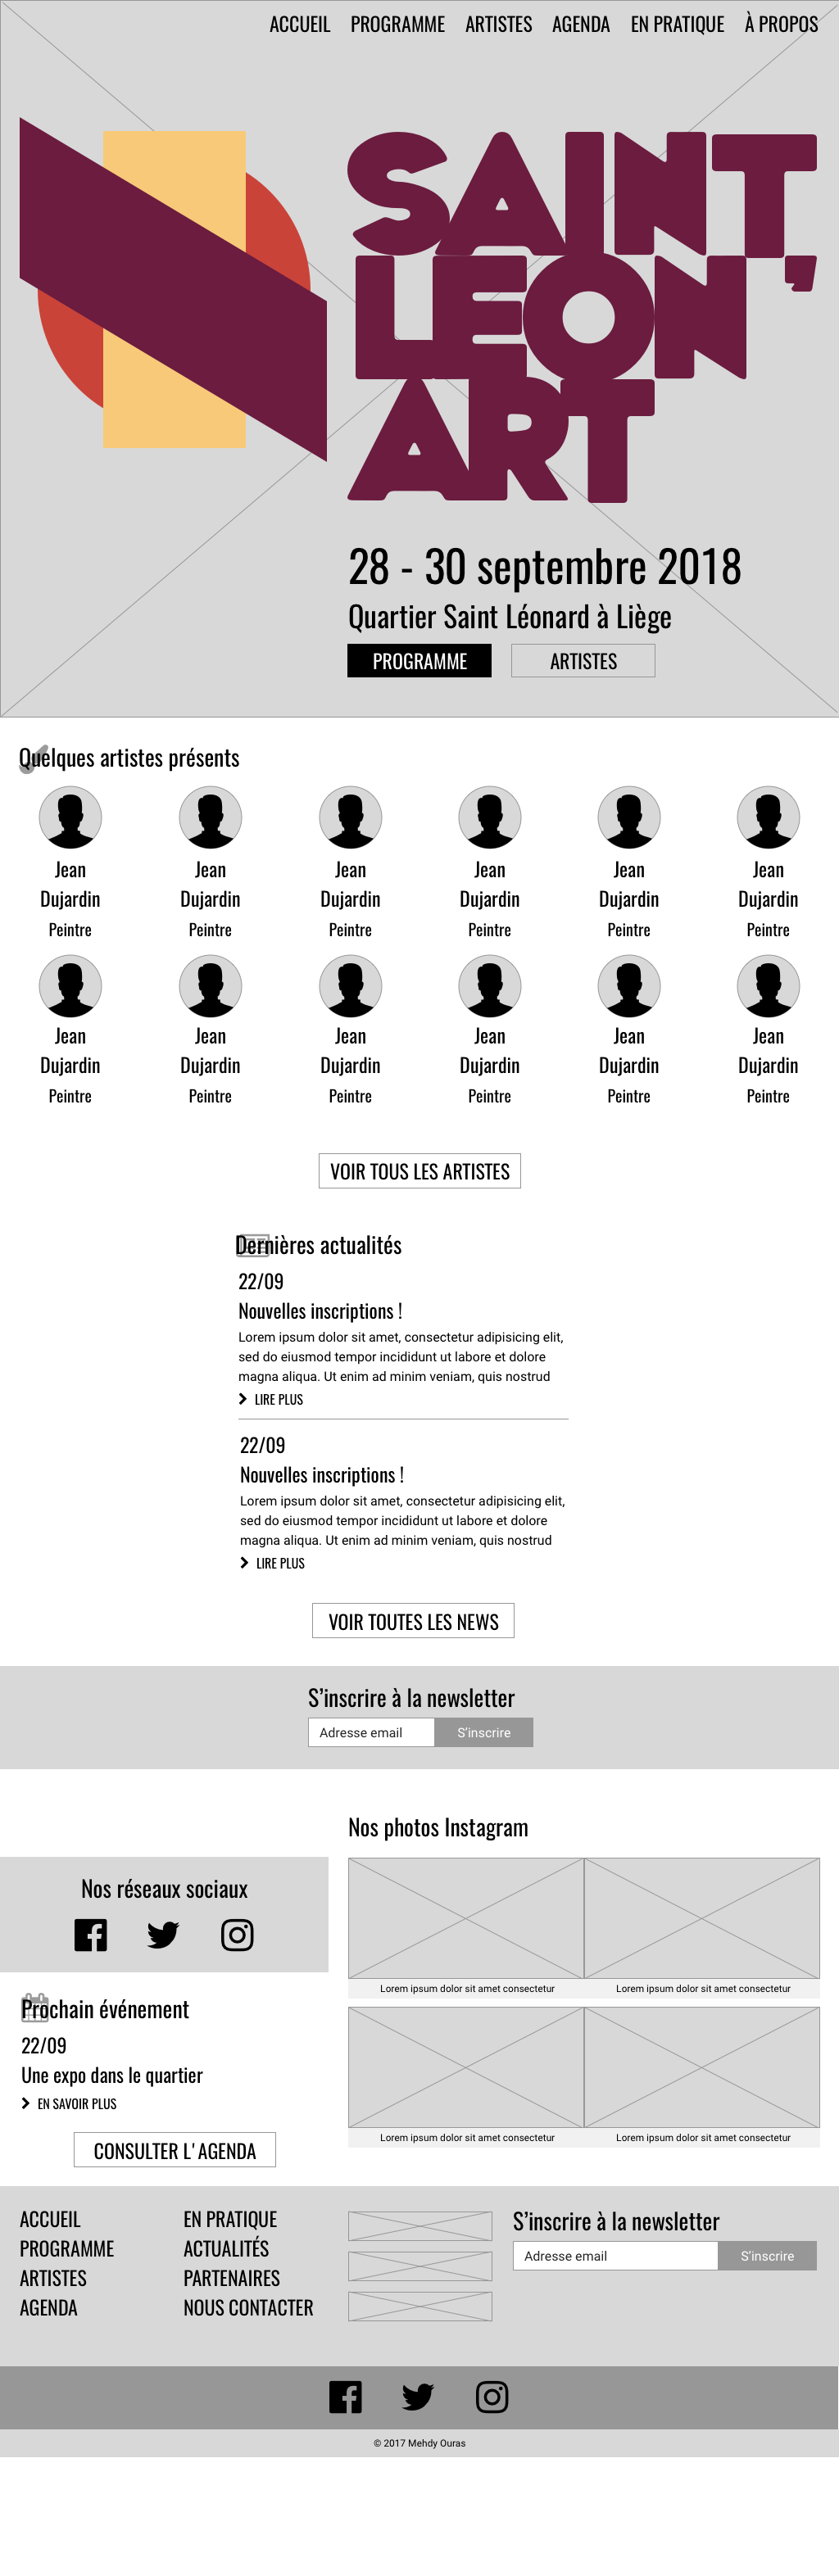 ACCUEIL PROGRAMME ARTISTES AGENDA EN PRATIQUE À PROPOS
SAINT
LEON'
ART
28 - 30 septembre 2018
Quartier Saint Léonard à Liège
PROGRAMME ARTISTES
Quelques artistes présents
Jean Jean Jean Jean Jean Jean
Dujardin Dujardin Dujardin Dujardin Dujardin Dujardin
Peintre Peintre Peintre Peintre Peintre Peintre
Jean Jean Jean Jean Jean Jean
Dujardin Dujardin Dujardin Dujardin Dujardin Dujardin
Peintre Peintre Peintre Peintre Peintre Peintre
VOIR TOUS LES ARTISTES
Dernières actualités
22/09
Nouvelles inscriptions !
Lorem ipsum dolor sit amet, consectetur adipisicing elit,
sed do eiusmod tempor incididunt ut labore et dolore
magna aliqua. Ut enim ad minim veniam, quis nostrud
LIRE PLUS
22/09
Nouvelles inscriptions !
Lorem ipsum dolor sit amet, consectetur adipisicing elit,
sed do eiusmod tempor incididunt ut labore et dolore
magna aliqua. Ut enim ad minim veniam, quis nostrud
LIRE PLUS
VOIR TOUTES LES NEWS
S'inscrire à la newsletter
Adresse email S'inscrire
Nos réseaux sociaux
Prochain événement
22/09
Une expo dans le quartier
EN SAVOIR PLUS
CONSULTER L'AGENDA
Nos photos Instagram
Lorem ipsum dolor sit amet consectetur Lorem ipsum dolor sit amet consectetur
Lorem ipsum dolor sit amet consectetur Lorem ipsum dolor sit amet consectetur
ACCUEIL
PROGRAMME
ARTISTES
AGENDA
EN PRATIQUE
ACTUALITÉS
PARTENAIRES
NOUS CONTACTER
S'inscrire à la newsletter
Adresse email S'inscrire
© 2017 Mehdy Ouras